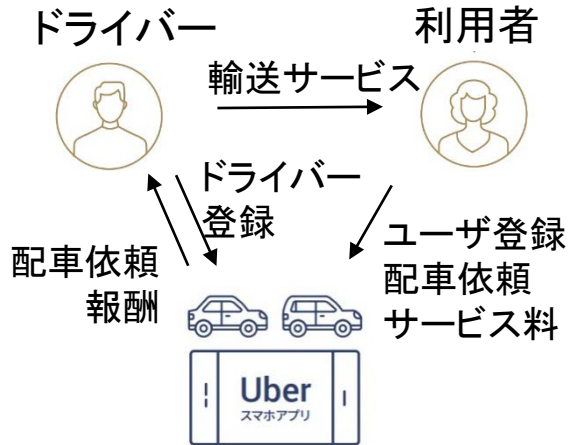 ドライバー
利用者
輸送サービス
ドライバー
登録
配車依頼
報酬
ユーザ登録
配車依頼
サービス料
Uber
スマホアプリ